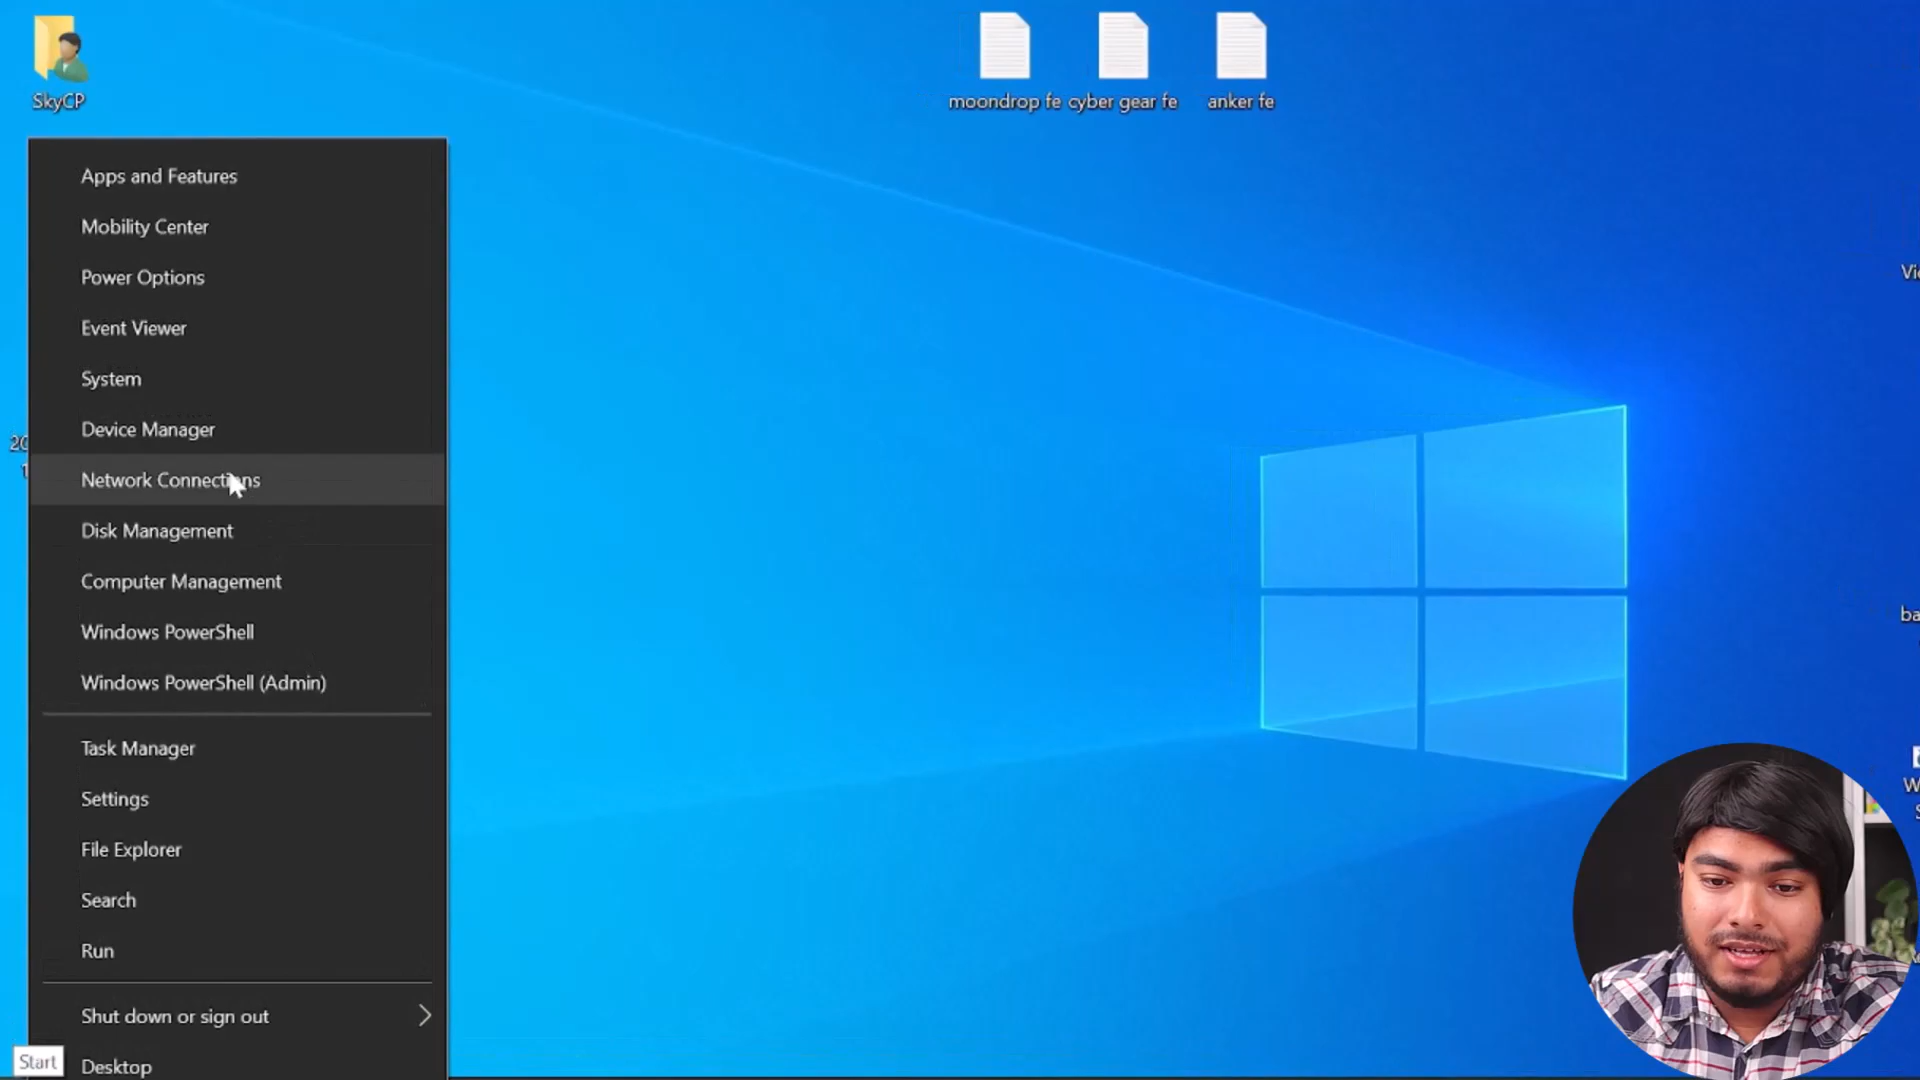 SkyCP
moondrop fe
cyber gear fe
anker fe
Apps and Features
Mobility Center
Power Options
Event Viewer
System
Device Manager
Network Connections
Disk Management
Computer Management
Windows PowerShell
Windows PowerShell (Admin)
Task Manager
Settings
File Explorer
Search
Run
Shut down or sign out
Desktop
Start